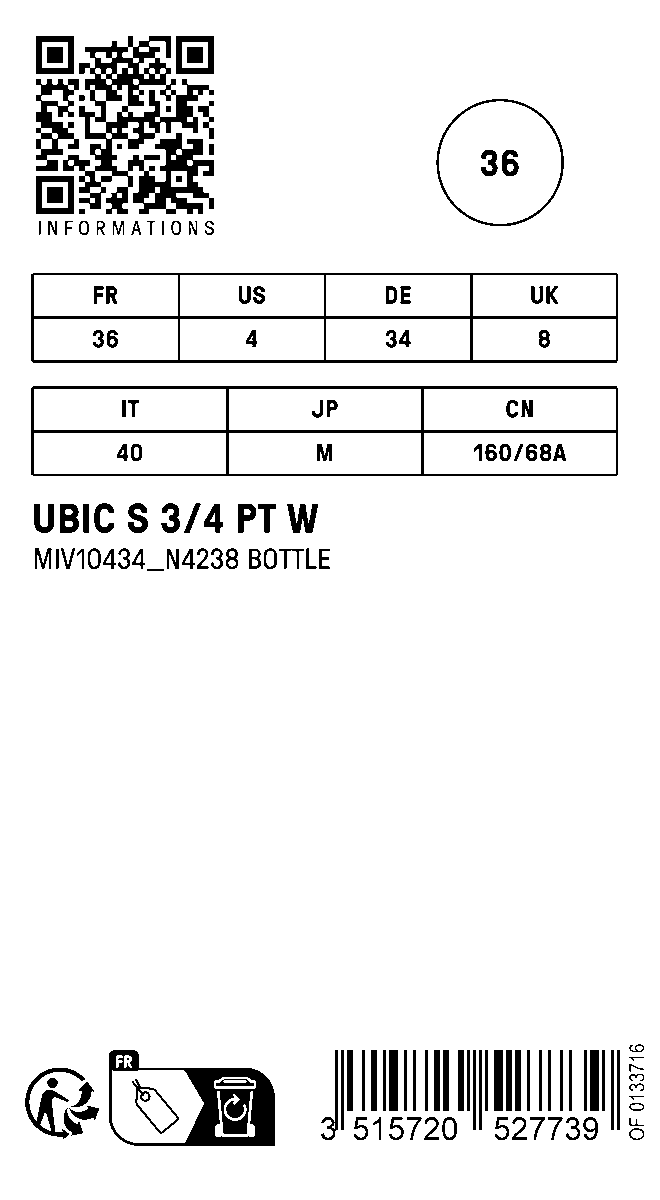 INFORMATIONS
36
FR US DE UK
36 4 34 8
IT JP CN
40 M 160/68A
UBIC S 3/4 PT W
MIV10434_N4238 BOTTLE
FR
3 515720 527739
OF 0133716